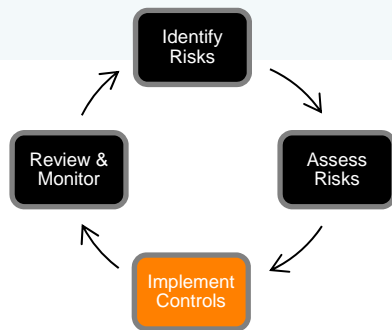 Identify
Risks
Assess
Risks
Implement
Controls
Review &
Monitor